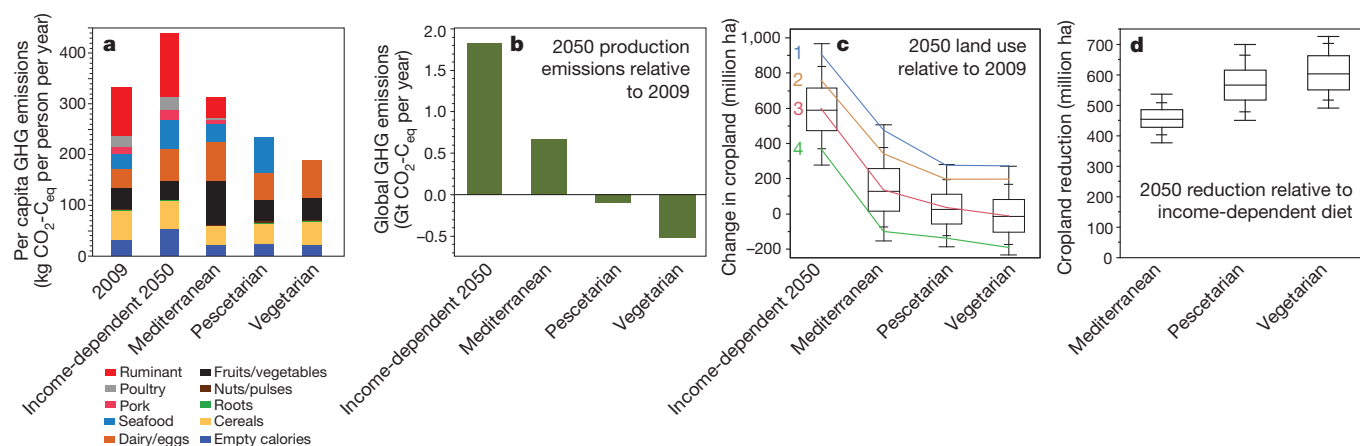 a
Per capita GHG emissions
(kg CO2-Ceq per person per year)
400
300
200
100
0
2009
Income-dependent 2050
Mediterranean
Pescetarian
Vegetarian
Ruminant
Poultry
Pork
Seafood
Dairy/eggs
Fruits/vegetables
Nuts/pulses
Roots
Cereals
Empty calories
b
2050 production
emissions relative
to 2009
Global GHG emissions
(Gt CO2-Ceq per year)
2.0
1.5
1.0
0.5
0.0
−0.5
Income-dependent 2050
Mediterranean
Pescetarian
Vegetarian
c
2050 land use
relative to 2009
Change in cropland (million ha)
1,000
800
600
400
200
0
−200
1
2
3
4
Income-dependent 2050
Mediterranean
Pescetarian
Vegetarian
d
Cropland reduction (million ha)
700
600
500
400
300
200
100
0
2050 reduction relative to
income-dependent diet
Mediterranean
Pescetarian
Vegetarian